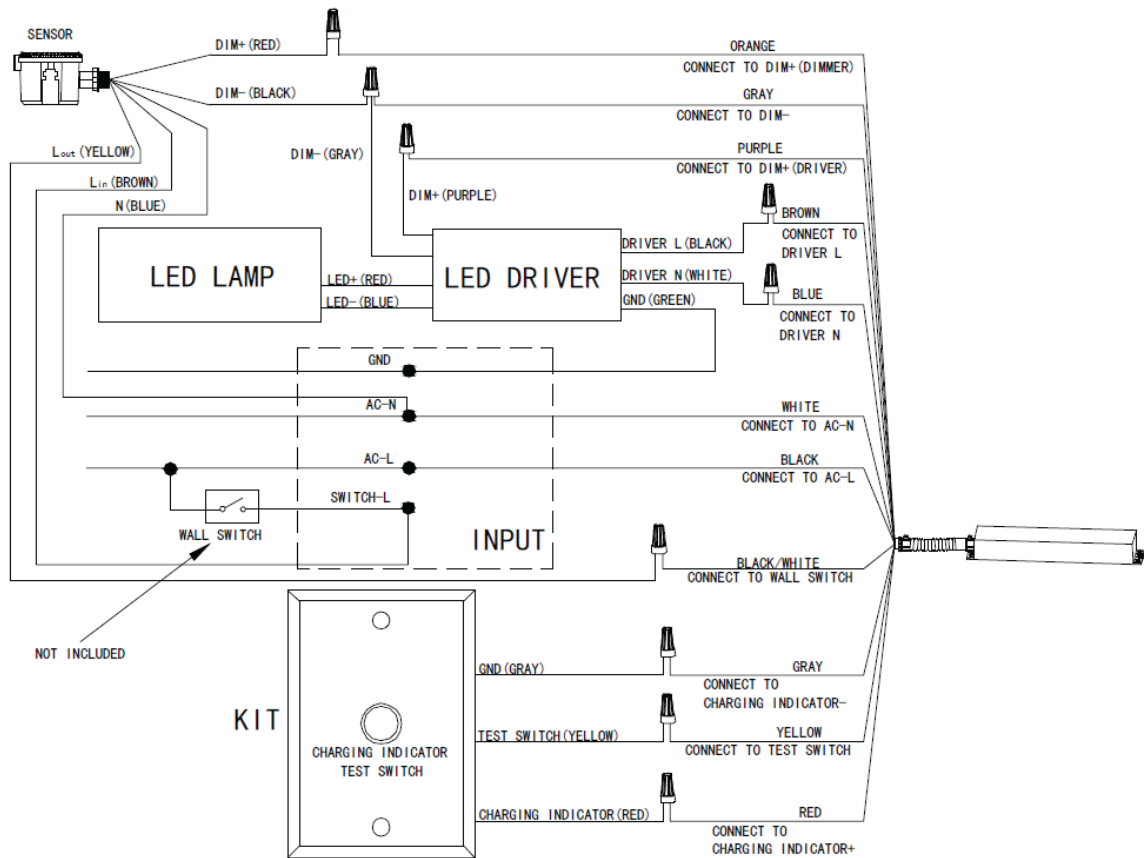 SENSOR
DIM+(RED)
ORANGE
CONNECT TO DIM+(DIMMER)
DIM-(BLACK)
GRAY
CONNECT TO DIM-
Lout(YELLOW)
DIM-(GRAY)
PURPLE
CONNECT TO DIM+(DRIVER)
Lin(BROWN)
DIM+(PURPLE)
N(BLUE)
BROWN
CONNECT TO
DRIVER L
DRIVER L(BLACK)
LED LAMP
LED+(RED)
LED-(BLUE)
LED DRIVER
DRIVER N(WHITE)
GND(GREEN)
BLUE
CONNECT TO
DRIVER N
GND
AC-N
WHITE
CONNECT TO AC-N
AC-L
BLACK
CONNECT TO AC-L
SWITCH-L
WALL SWITCH
INPUT
BLACK/WHITE
CONNECT TO WALL SWITCH
NOT INCLUDED
GND(GRAY)
GRAY
CONNECT TO
CHARGING INDICATOR-
KIT
TEST SWITCH(YELLOW)
YELLOW
CONNECT TO TEST SWITCH
CHARGING INDICATOR
TEST SWITCH
CHARGING INDICATOR(RED)
RED
CONNECT TO
CHARGING INDICATOR+